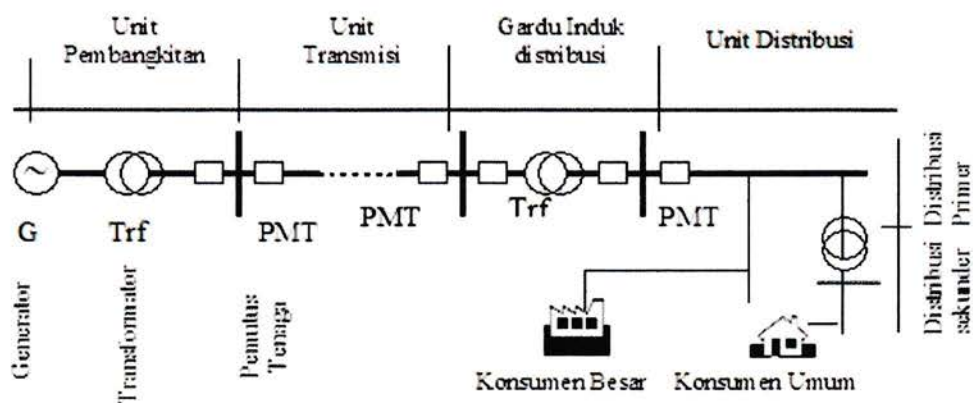 Unit
Pembangkitan
Unit
Transmisi
Gardu Induk
distribusi
Unit Distribusi
~
G
Trf
PMT
PMT
Trf
PMT
Generator
Transformator
Pemutus
Tenaga
Distribusi
Primer
Distribusi
sekunder
Konsumen Besar
Konsumen Umum